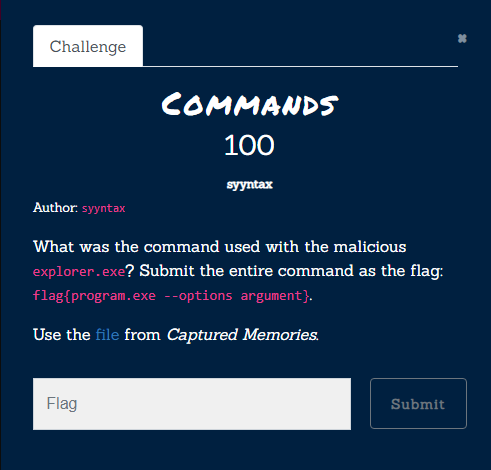 Challenge
✖
Commands
100
syyntax
Author: syyntax
What was the command used with the malicious
explorer.exe? Submit the entire command as the flag:
flag{program.exe --options argument}.
Use the file from Captured Memories.
Flag
Submit